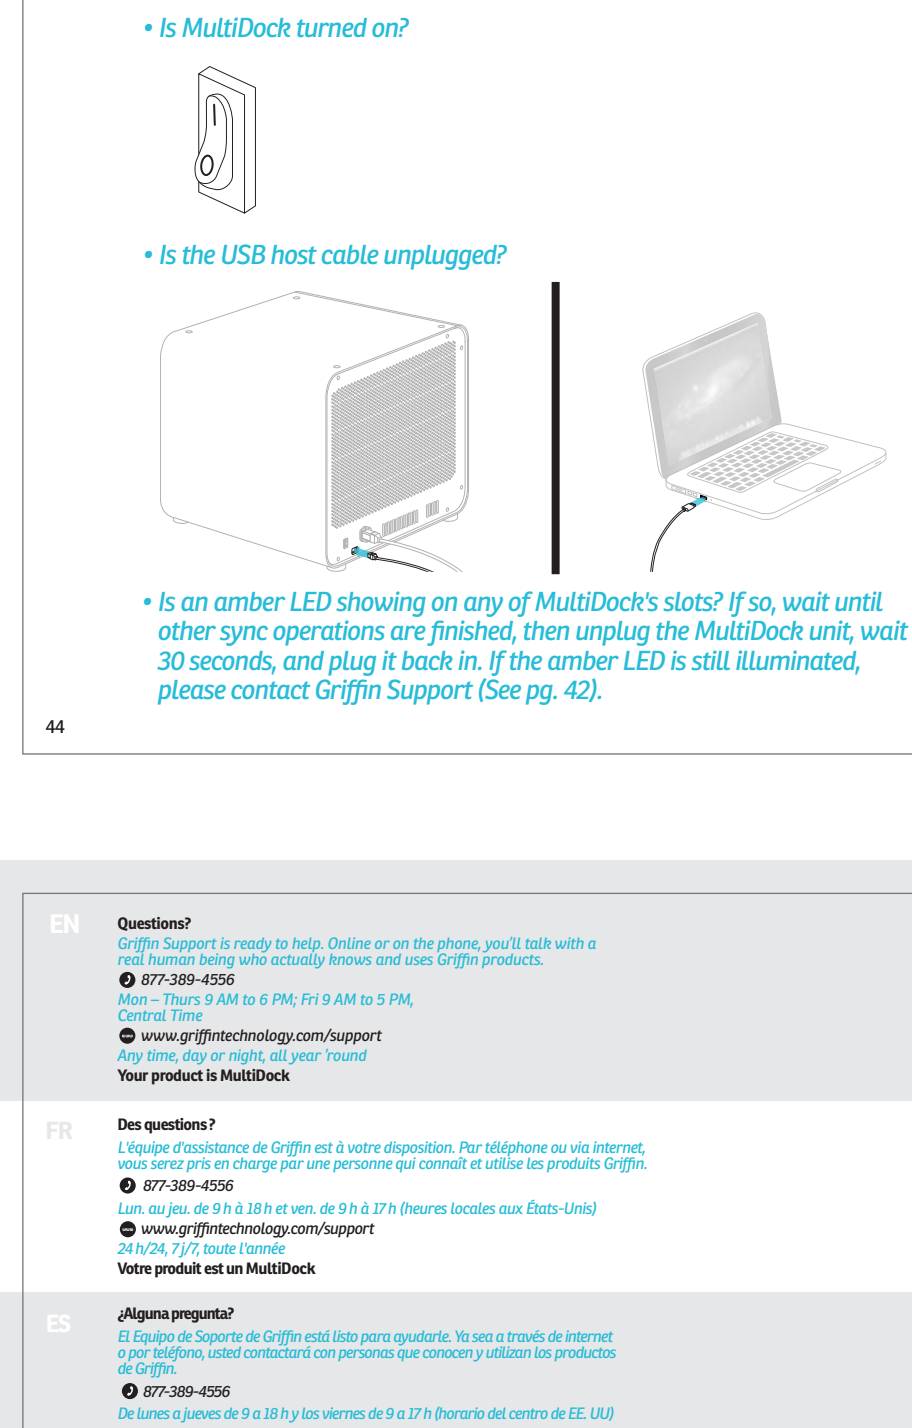 • Is MultiDock turned on?
• Is the USB host cable unplugged?
• Is an amber LED showing on any of MultiDock's slots? If so, wait until
other sync operations are finished, then unplug the MultiDock unit, wait
30 seconds, and plug it back in. If the amber LED is still illuminated,
please contact Griffin Support (See pg. 42).
44
EN
Questions?
Griffin Support is ready to help. Online or on the phone, you'll talk with a
real human being who actually knows and uses Griffin products.
877-389-4556
Mon – Thurs 9 AM to 6 PM; Fri 9 AM to 5 PM,
Central Time
www.griffintechnology.com/support
Any time, day or night, all year 'round
Your product is MultiDock
FR
Des questions ?
L'équipe d'assistance de Griffin est à votre disposition. Par téléphone ou via internet,
vous serez pris en charge par une personne qui connaît et utilise les produits Griffin.
877-389-4556
Lun. au jeu. de 9 h à 18 h et ven. de 9 h à 17 h (heures locales aux États-Unis)
www.griffintechnology.com/support
24 h/24, 7 j/7, toute l'année
Votre produit est un MultiDock
ES
¿Alguna pregunta?
El Equipo de Soporte de Griffin está listo para ayudarle. Ya sea a través de internet
o por teléfono, usted contactará con personas que conocen y utilizan los productos
de Griffin.
877-389-4556
De lunes a jueves de 9 a 18 h y los viernes de 9 a 17 h (horario del centro de EE. UU)